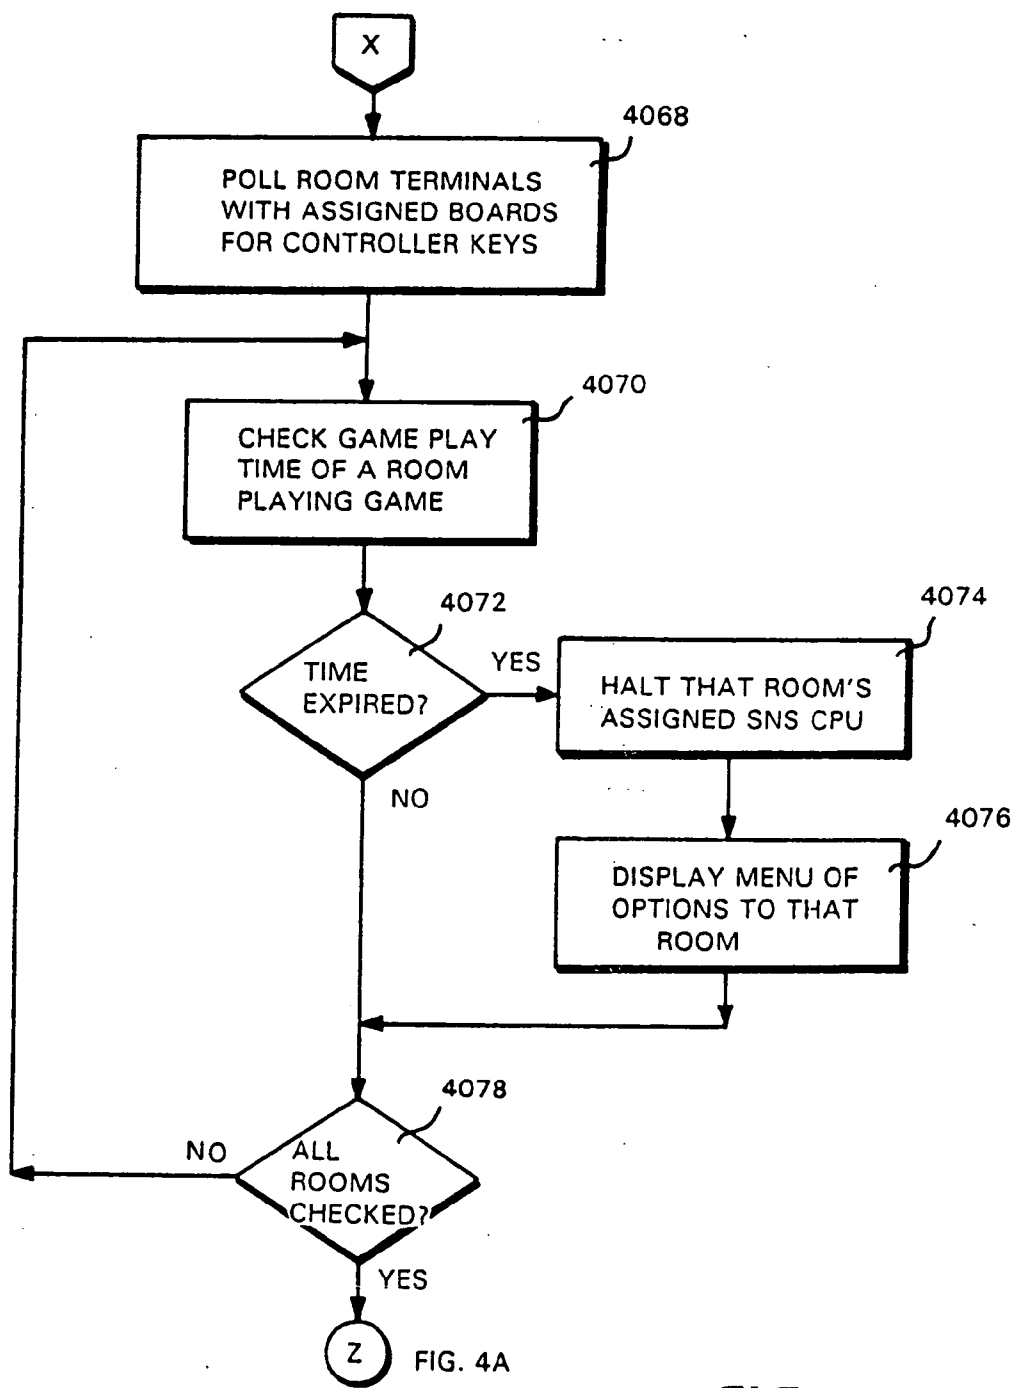 X
4068
POLL ROOM TERMINALS
WITH ASSIGNED BOARDS
FOR CONTROLLER KEYS
4070
CHECK GAME PLAY
TIME OF A ROOM
PLAYING GAME
4072
TIME
EXPIRED?
YES
NO
4074
HALT THAT ROOM'S
ASSIGNED SNS CPU
4076
DISPLAY MENU OF
OPTIONS TO THAT
ROOM
4078
ALL
ROOMS
CHECKED?
NO
YES
Z
FIG. 4A